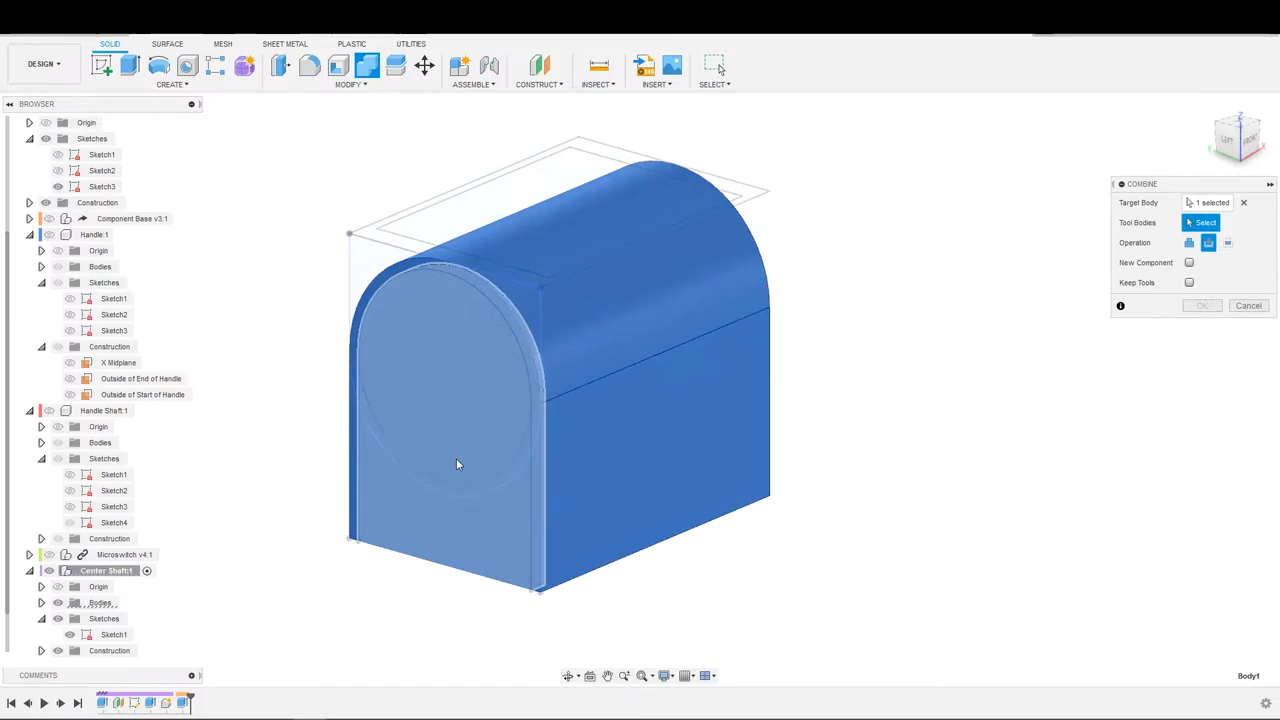 SOLID SURFACE MESH SHEET METAL PLASTIC UTILITIES
DESIGN
CREATE MODIFY ASSEMBLE CONSTRUCT INSPECT INSERT SELECT
BROWSER
Origin
Sketches
Sketch1
Sketch2
Sketch3
Construction
Component Base v3:1
Handle:1
Origin
Bodies
Sketches
Sketch1
Sketch2
Sketch3
Construction
X Midplane
Outside of End of Handle
Outside of Start of Handle
Handle Shaft:1
Origin
Bodies
Sketches
Sketch1
Sketch2
Sketch3
Sketch4
Construction
Microswitch v4:1
Center Shaft:1
Origin
Bodies
Sketches
Sketch1
Construction
COMMENTS
LEFT FRONT
Z
X
COMBINE
Target Body 1 selected
Tool Bodies Select
Operation
New Component
Keep Tools
OK Cancel
Body1